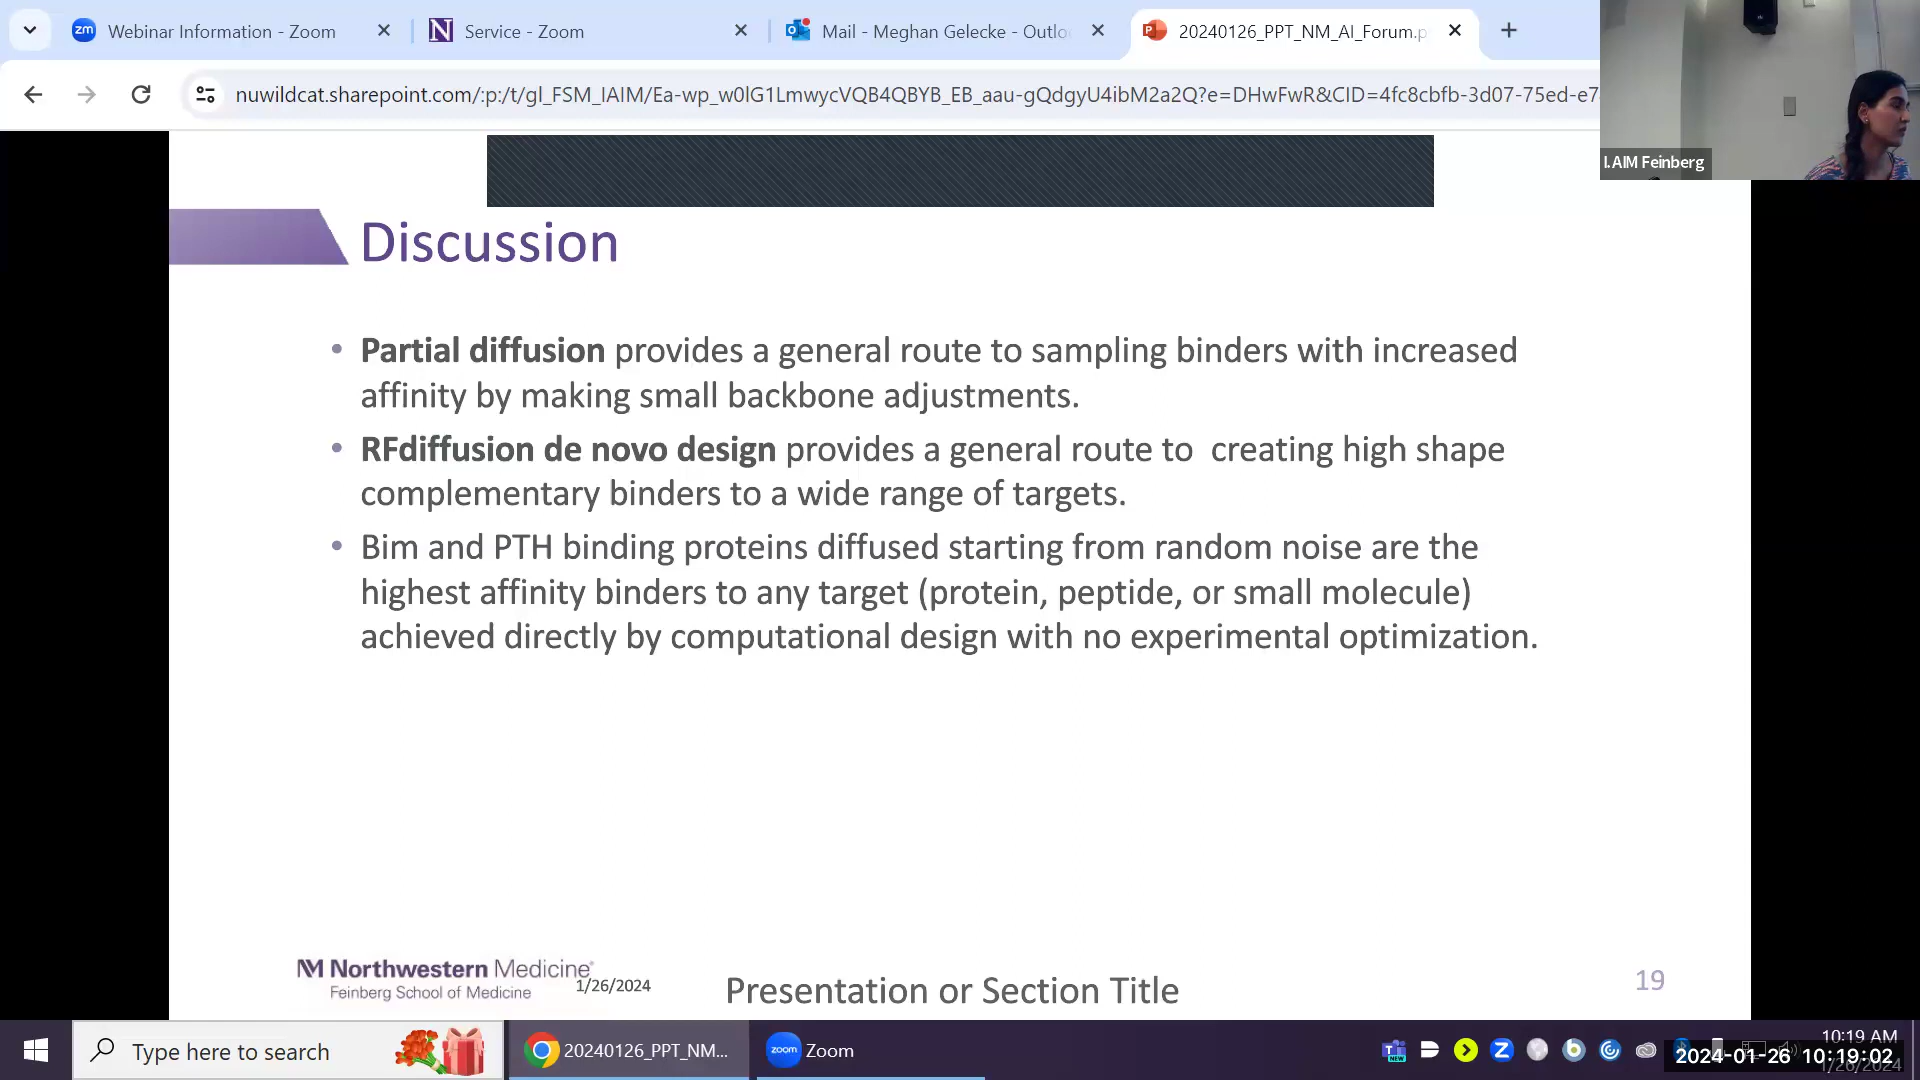 Webinar Information - Zoom
Service - Zoom
Mail - Meghan Gelecke - Outlo
20240126_PPT_NM_AI_Forum.p
nuwildcat.sharepoint.com/:p:/t/gl_FSM_IAIM/Ea-wp_w0lG1LmwycVQB4QBYB_EB_aau-gQdgyU4ibM2a2Q?e=DHwFwR&CID=4fc8cbfb-3d07-75ed-e7
I.AIM Feinberg
Discussion
• Partial diffusion provides a general route to sampling binders with increased
affinity by making small backbone adjustments.
• RFdiffusion de novo design provides a general route to creating high shape
complementary binders to a wide range of targets.
• Bim and PTH binding proteins diffused starting from random noise are the
highest affinity binders to any target (protein, peptide, or small molecule)
achieved directly by computational design with no experimental optimization.
NM Northwestern Medicine
Feinberg School of Medicine
1/26/2024
Presentation or Section Title
19
Type here to search
20240126_PPT_NM...
zoom
Zoom
10:19 AM
2024-01-26 10:19:02
1/26/2024